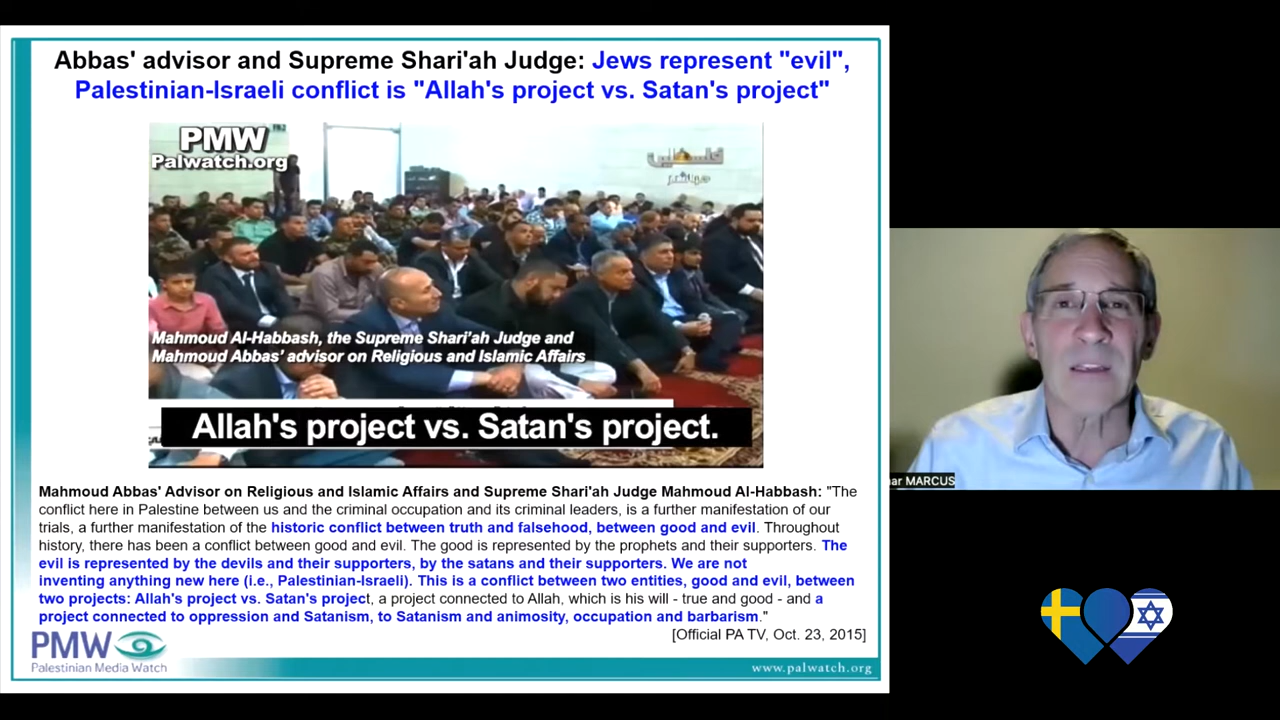 Abbas' advisor and Supreme Shari'ah Judge: Jews represent "evil",
Palestinian-Israeli conflict is "Allah's project vs. Satan's project"
PMW
Palwatch.org
فلسطين
مباشر
Mahmoud Al-Habbash, the Supreme Shari'ah Judge and
Mahmoud Abbas' advisor on Religious and Islamic Affairs
Allah's project vs. Satan's project.
Mahmoud Abbas' Advisor on Religious and Islamic Affairs and Supreme Shari'ah Judge Mahmoud Al-Habbash: "The
conflict here in Palestine between us and the criminal occupation and its criminal leaders, is a further manifestation of our
trials, a further manifestation of the historic conflict between truth and falsehood, between good and evil. Throughout
history, there has been a conflict between good and evil. The good is represented by the prophets and their supporters. The
evil is represented by the devils and their supporters, by the satans and their supporters. We are not
inventing anything new here (i.e., Palestinian-Israeli). This is a conflict between two entities, good and evil, between
two projects: Allah's project vs. Satan's project, a project connected to Allah, which is his will - true and good - and a
project connected to oppression and Satanism, to Satanism and animosity, occupation and barbarism."
[Official PA TV, Oct. 23, 2015]
PMW
Palestinian Media Watch
www.palwatch.org
ar MARCUS